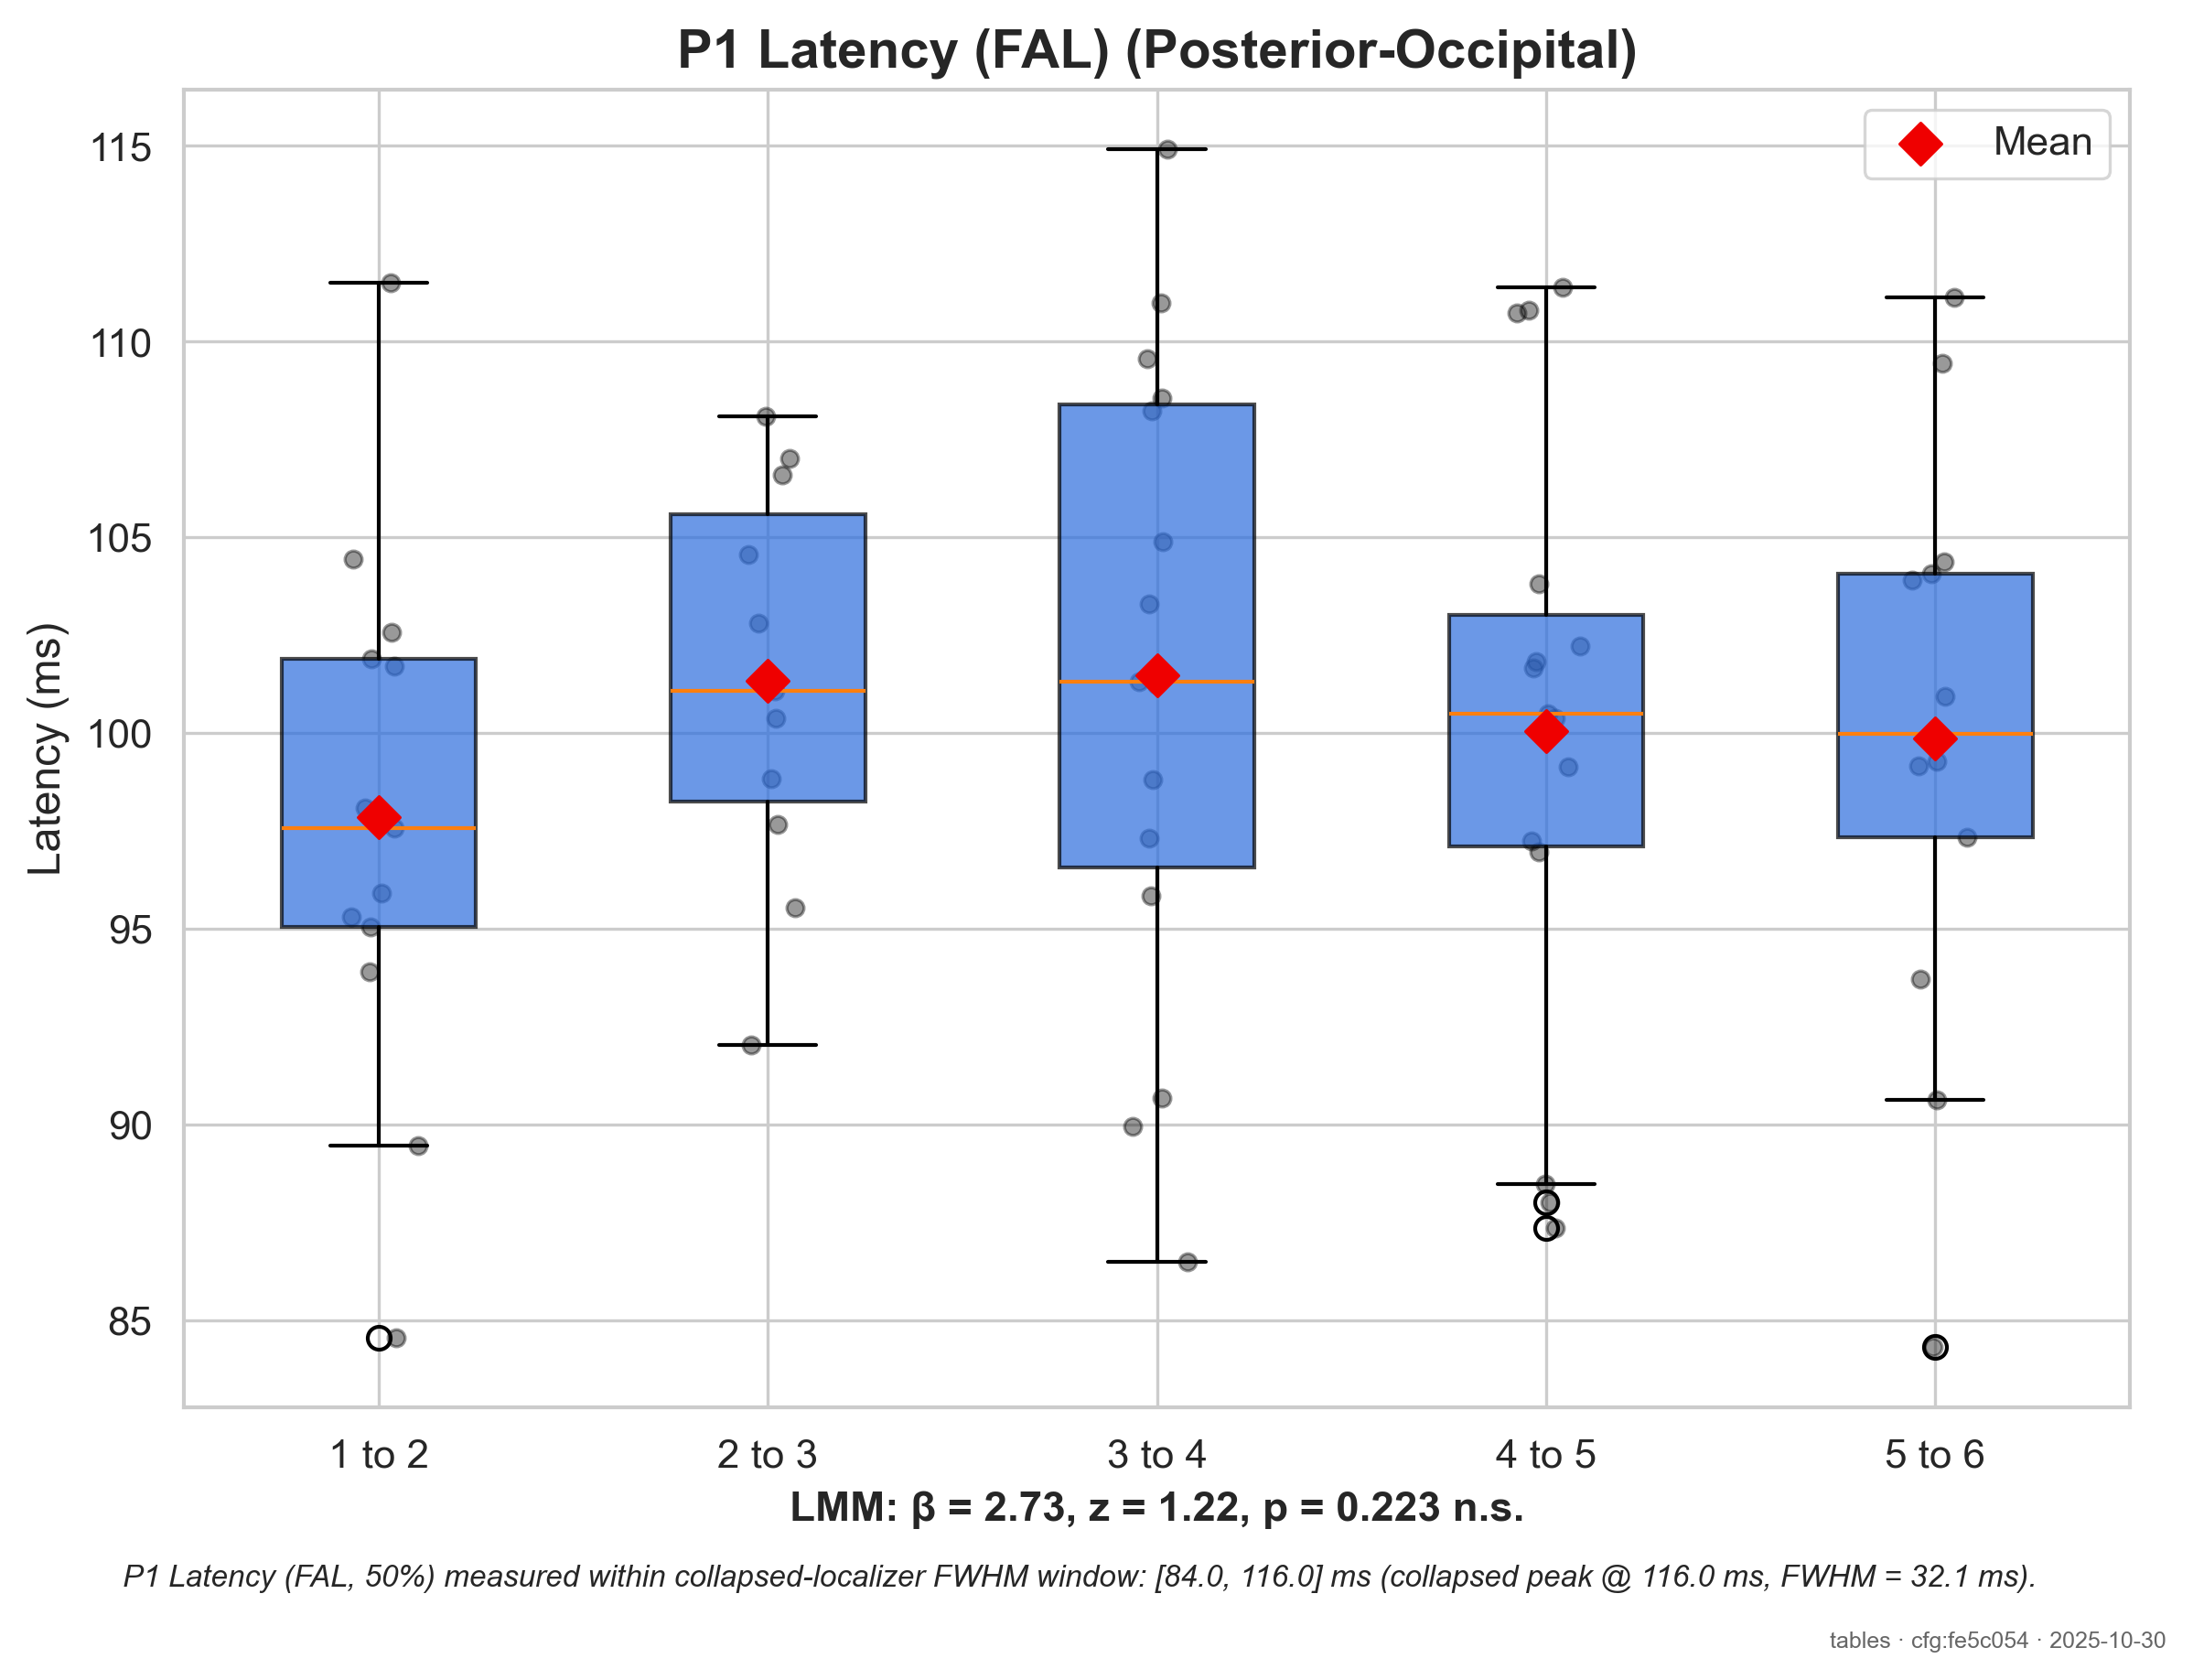 P1 Latency (FAL) (Posterior-Occipital)
Mean
115
110
105
100
95
90
85
Latency (ms)
1 to 2
2 to 3
3 to 4
4 to 5
5 to 6
LMM: β = 2.73, z = 1.22, p = 0.223 n.s.
P1 Latency (FAL, 50%) measured within collapsed-localizer FWHM window: [84.0, 116.0] ms (collapsed peak @ 116.0 ms, FWHM = 32.1 ms).
tables · cfg:fe5c054 · 2025-10-30